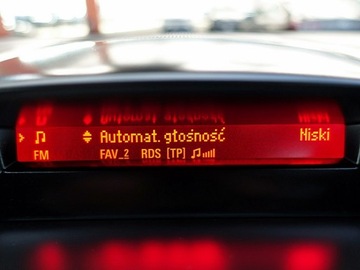 Automat. głośność Niski
FM FAV_2 RDS [TP]